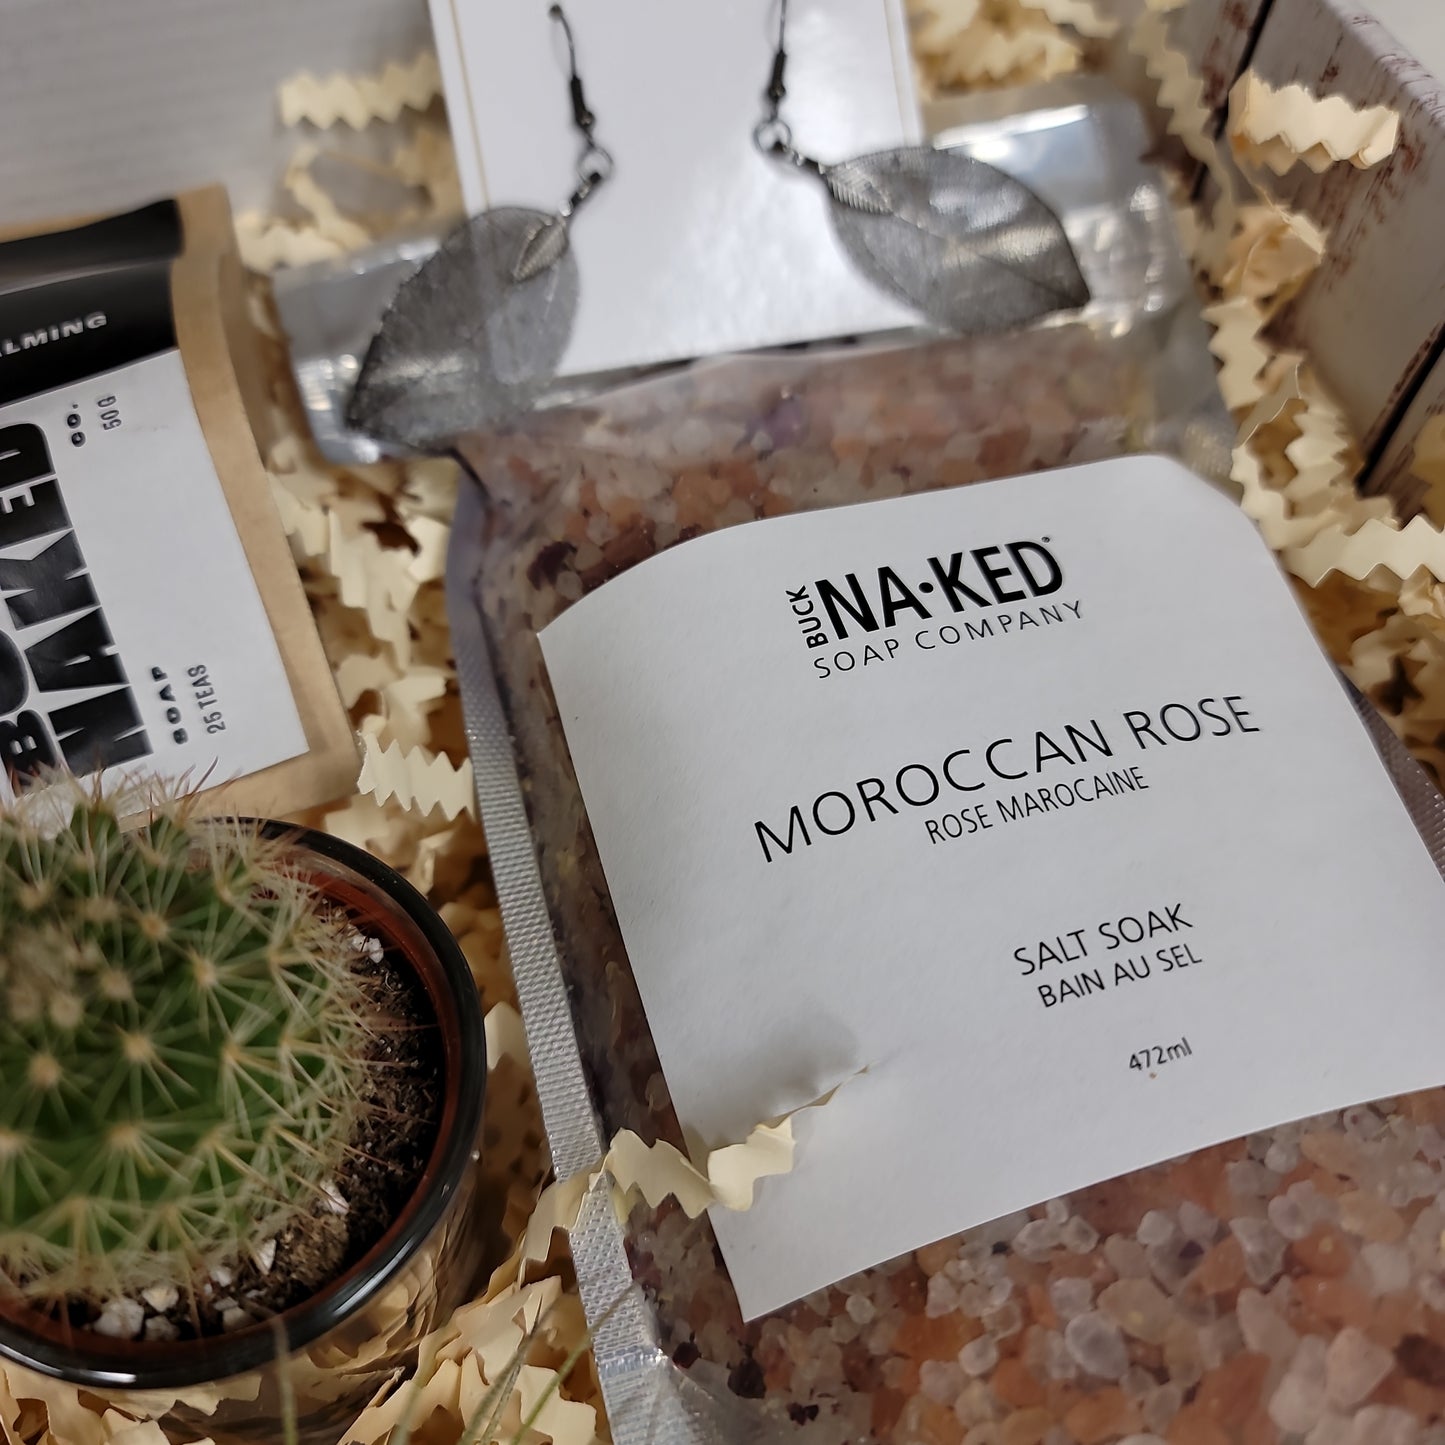 BUCK
NA·KED®
SOAP COMPANY
MOROCCAN ROSE
ROSE MAROCAINE
SALT SOAK
BAIN AU SEL
472ml
NAKED
SOAP
CO.
25 TEAS
50 G